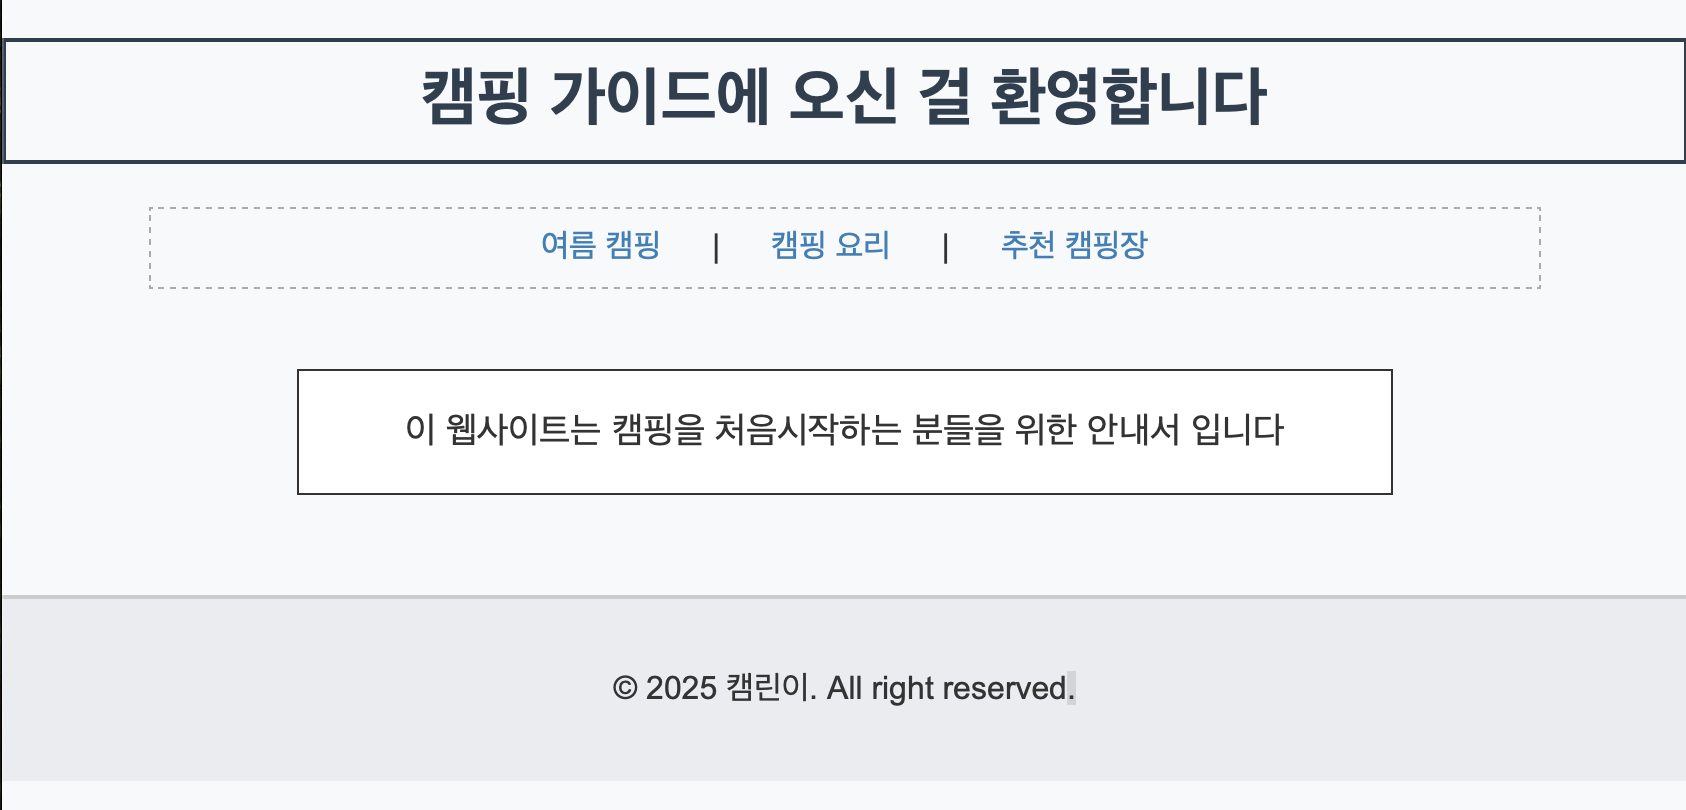 캠핑 가이드에 오신 걸 환영합니다
여름 캠핑 | 캠핑 요리 | 추천 캠핑장
이 웹사이트는 캠핑을 처음시작하는 분들을 위한 안내서 입니다
© 2025 캠린이. All right reserved.